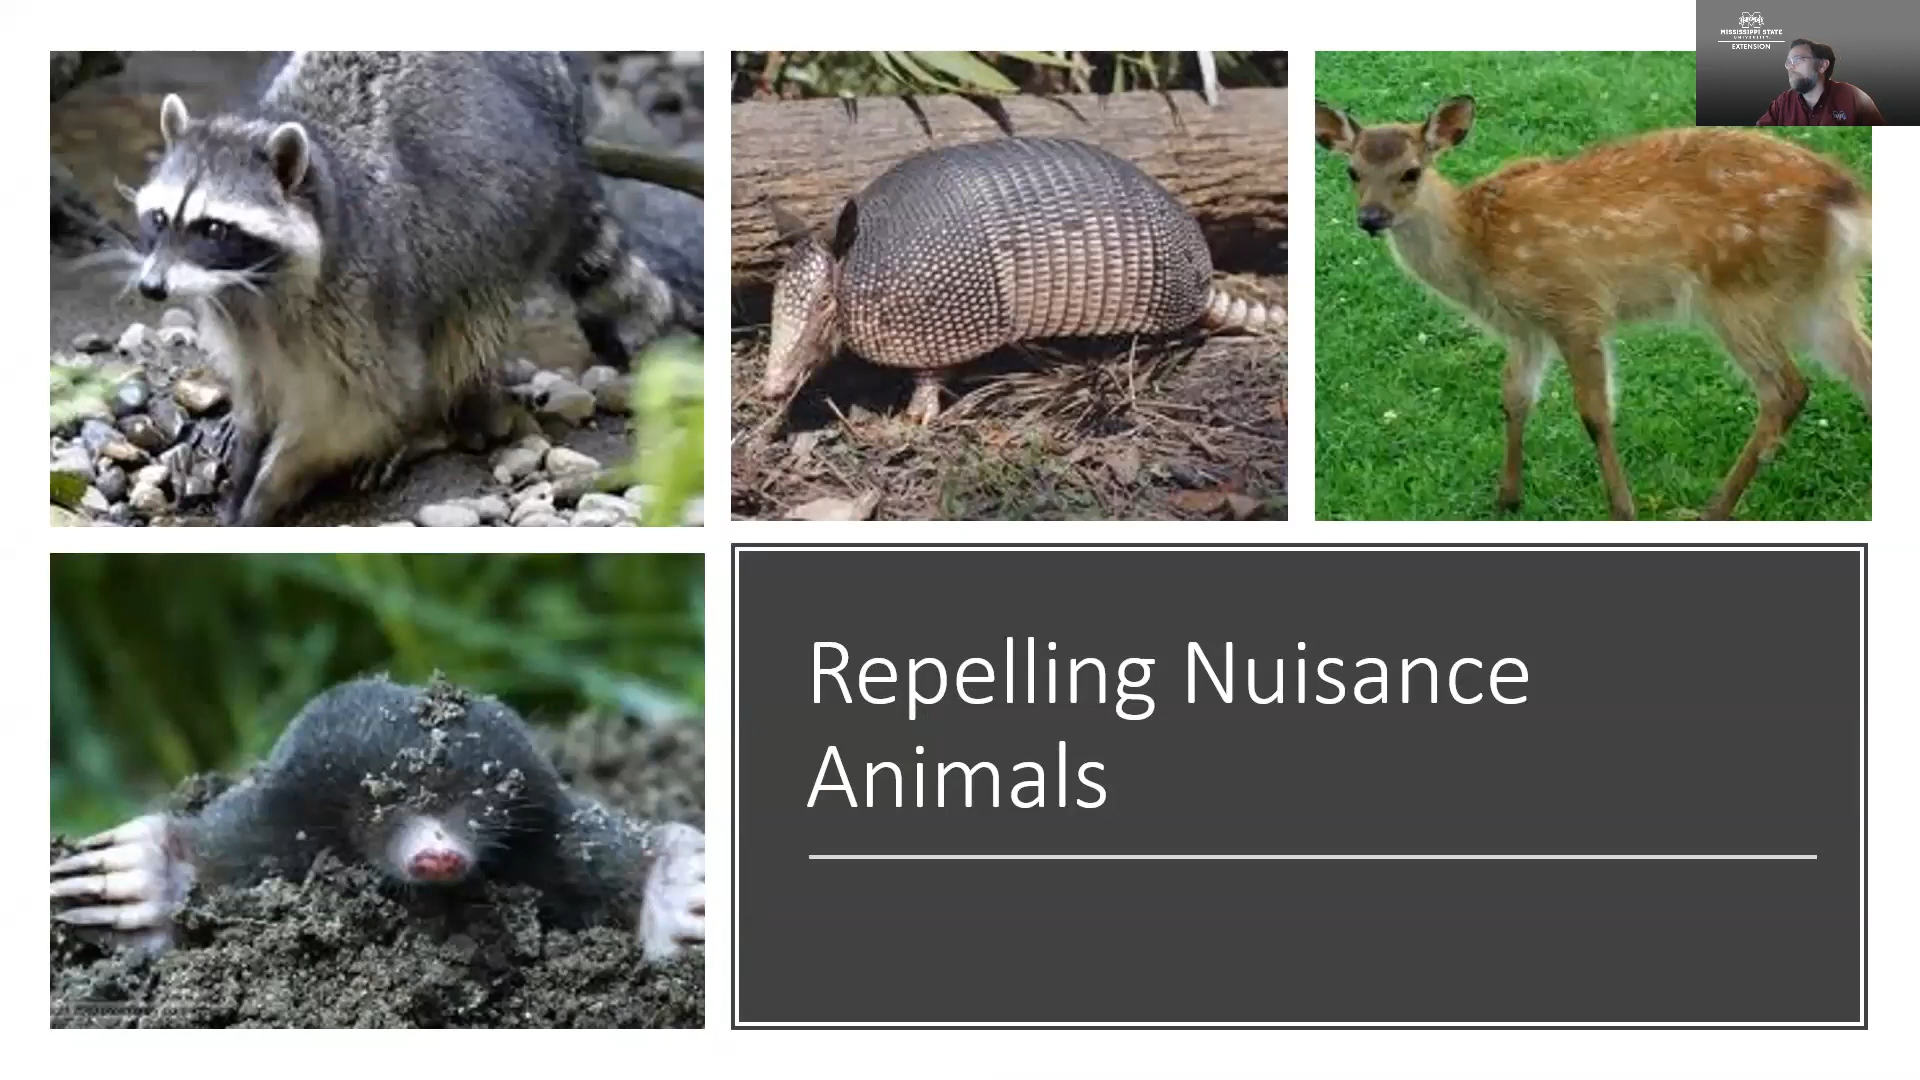 MISSISSIPPI STATE
UNIVERSITY
EXTENSION
Repelling Nuisance
Animals